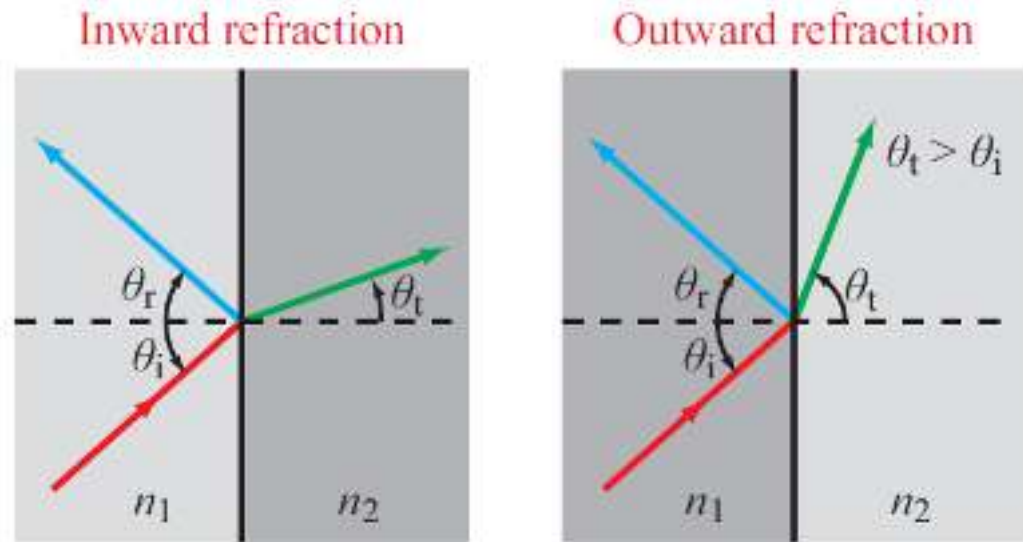 Inward refraction
θr
θi
θt
n1
n2
Outward refraction
θt > θi
θr
θi
θt
n1
n2